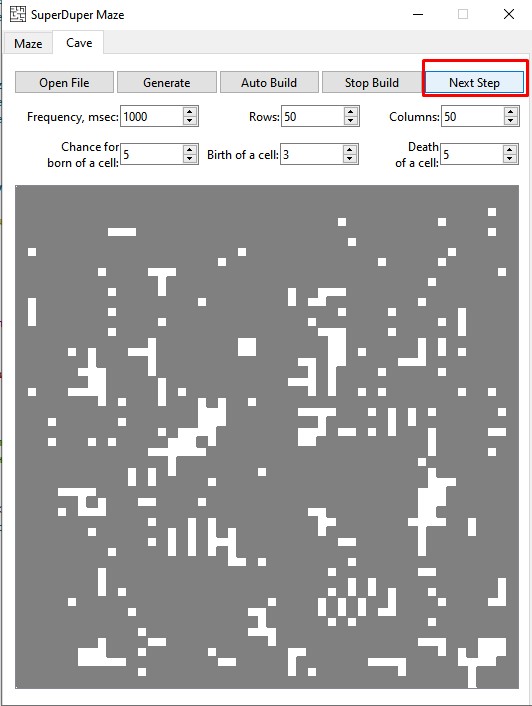 SuperDuper Maze
Maze Cave
Open File Generate Auto Build Stop Build Next Step
Frequency, msec: 1000 Rows: 50 Columns: 50
Chance for
born of a cell: 5 Birth of a cell: 3 Death
of a cell: 5